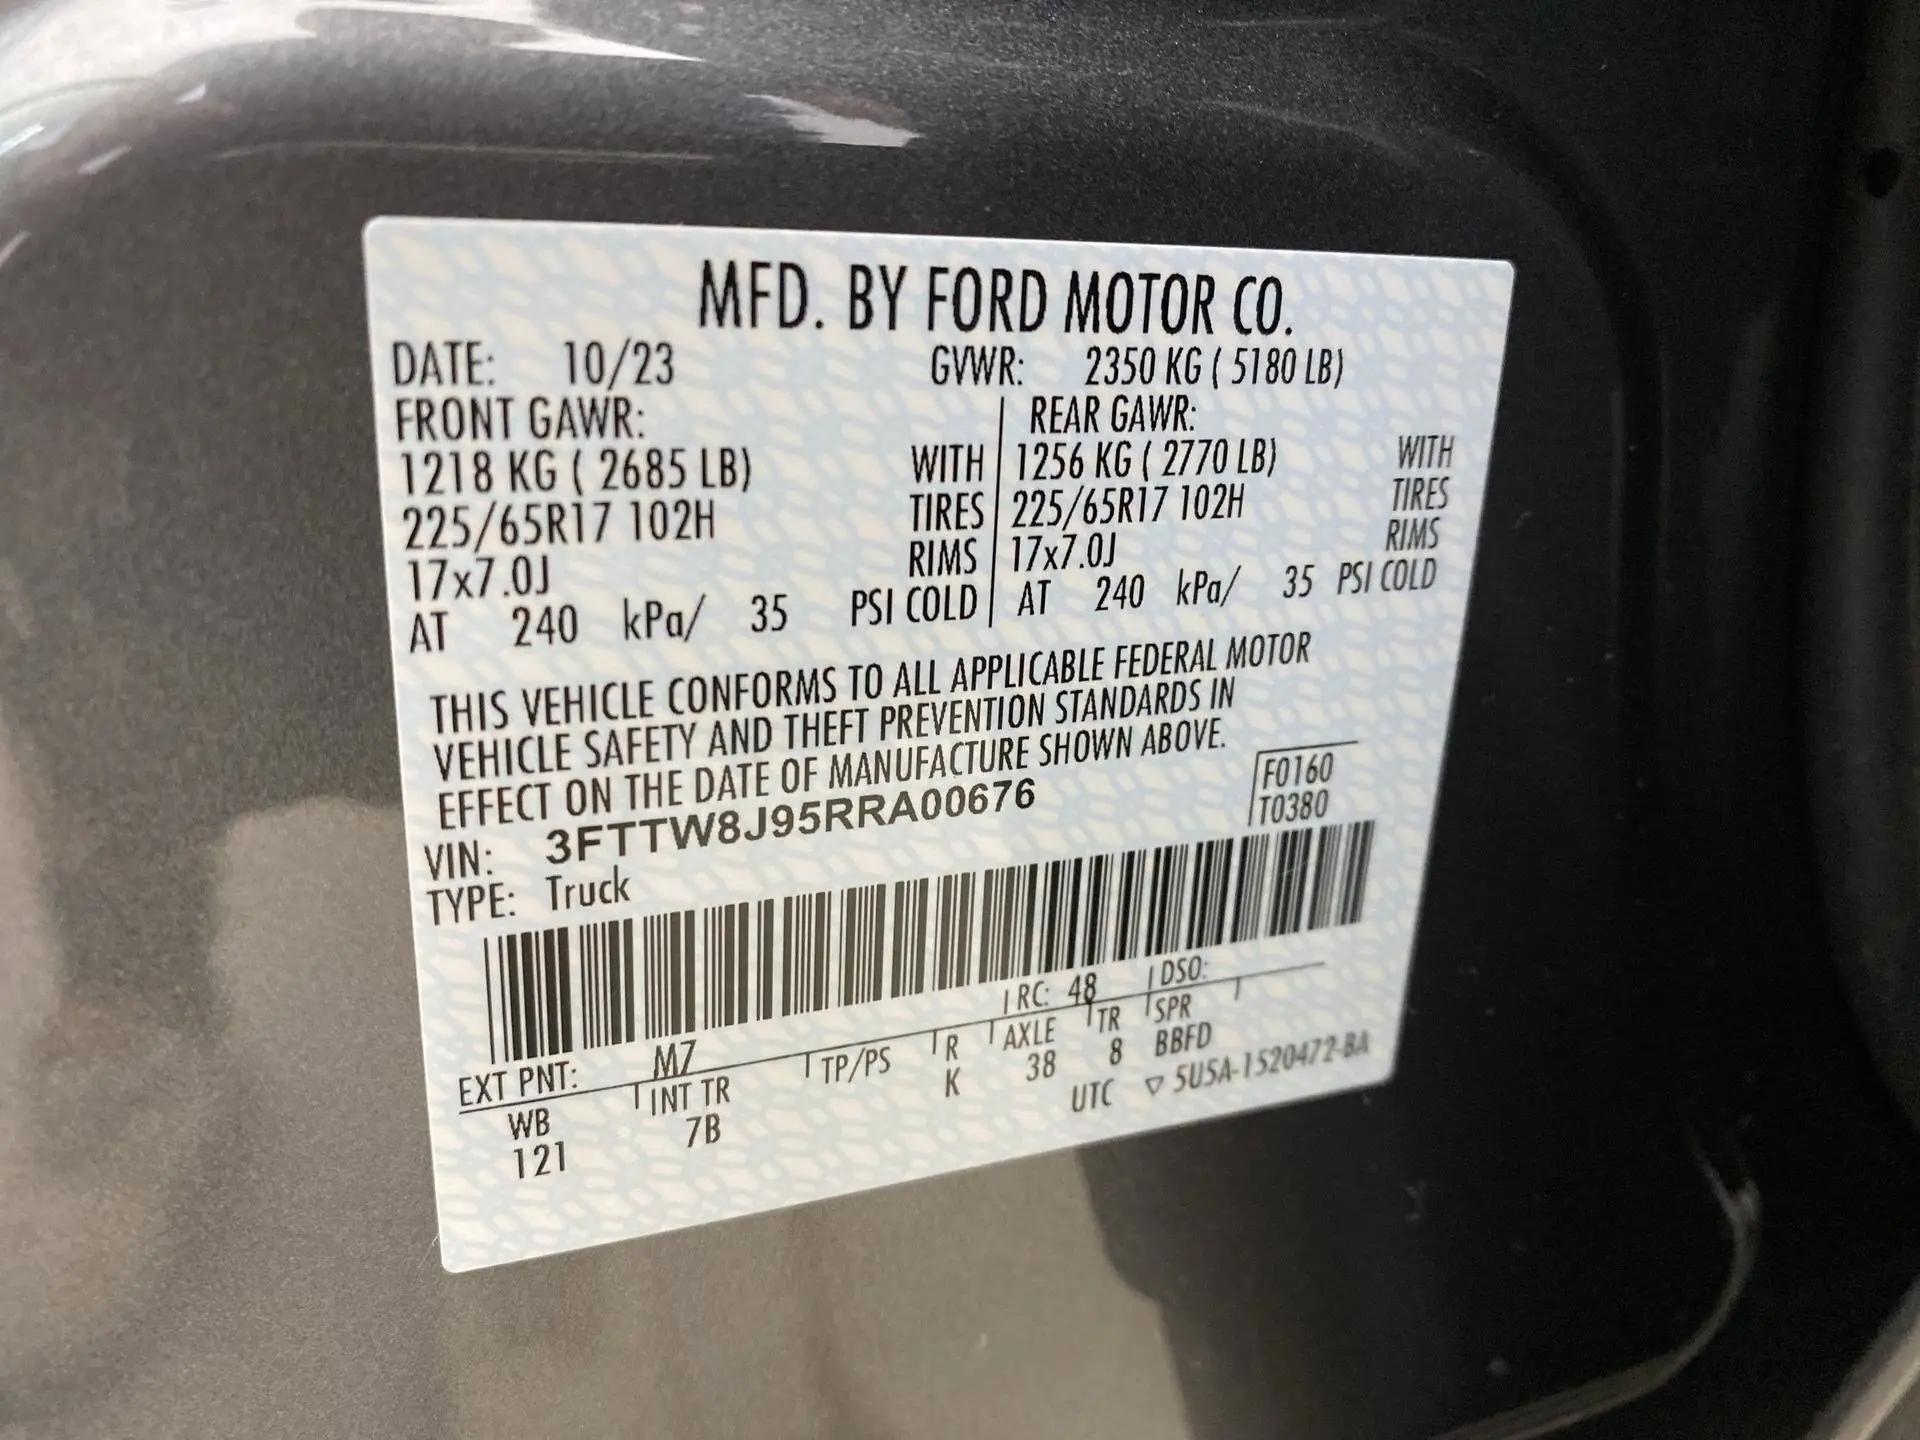 MFD. BY FORD MOTOR CO.
DATE: 10/23 GVWR: 2350 KG ( 5180 LB)
FRONT GAWR: REAR GAWR:
1218 KG ( 2685 LB) WITH 1256 KG ( 2770 LB) WITH
225/65R17 102H TIRES 225/65R17 102H TIRES
17x7.0J RIMS 17x7.0J RIMS
AT 240 kPa/ 35 PSI COLD AT 240 kPa/ 35 PSI COLD
THIS VEHICLE CONFORMS TO ALL APPLICABLE FEDERAL MOTOR
VEHICLE SAFETY AND THEFT PREVENTION STANDARDS IN
EFFECT ON THE DATE OF MANUFACTURE SHOWN ABOVE.
F0160
T0380
VIN: 3FTTW8J95RRA00676
TYPE: Truck
EXT PNT: M7 RC: 48 DSO:
WB INT TR TP/PS R AXLE TR SPR
121 7B K 38 8 BBFD
UTC ▽ 5U5A-1520472-BA